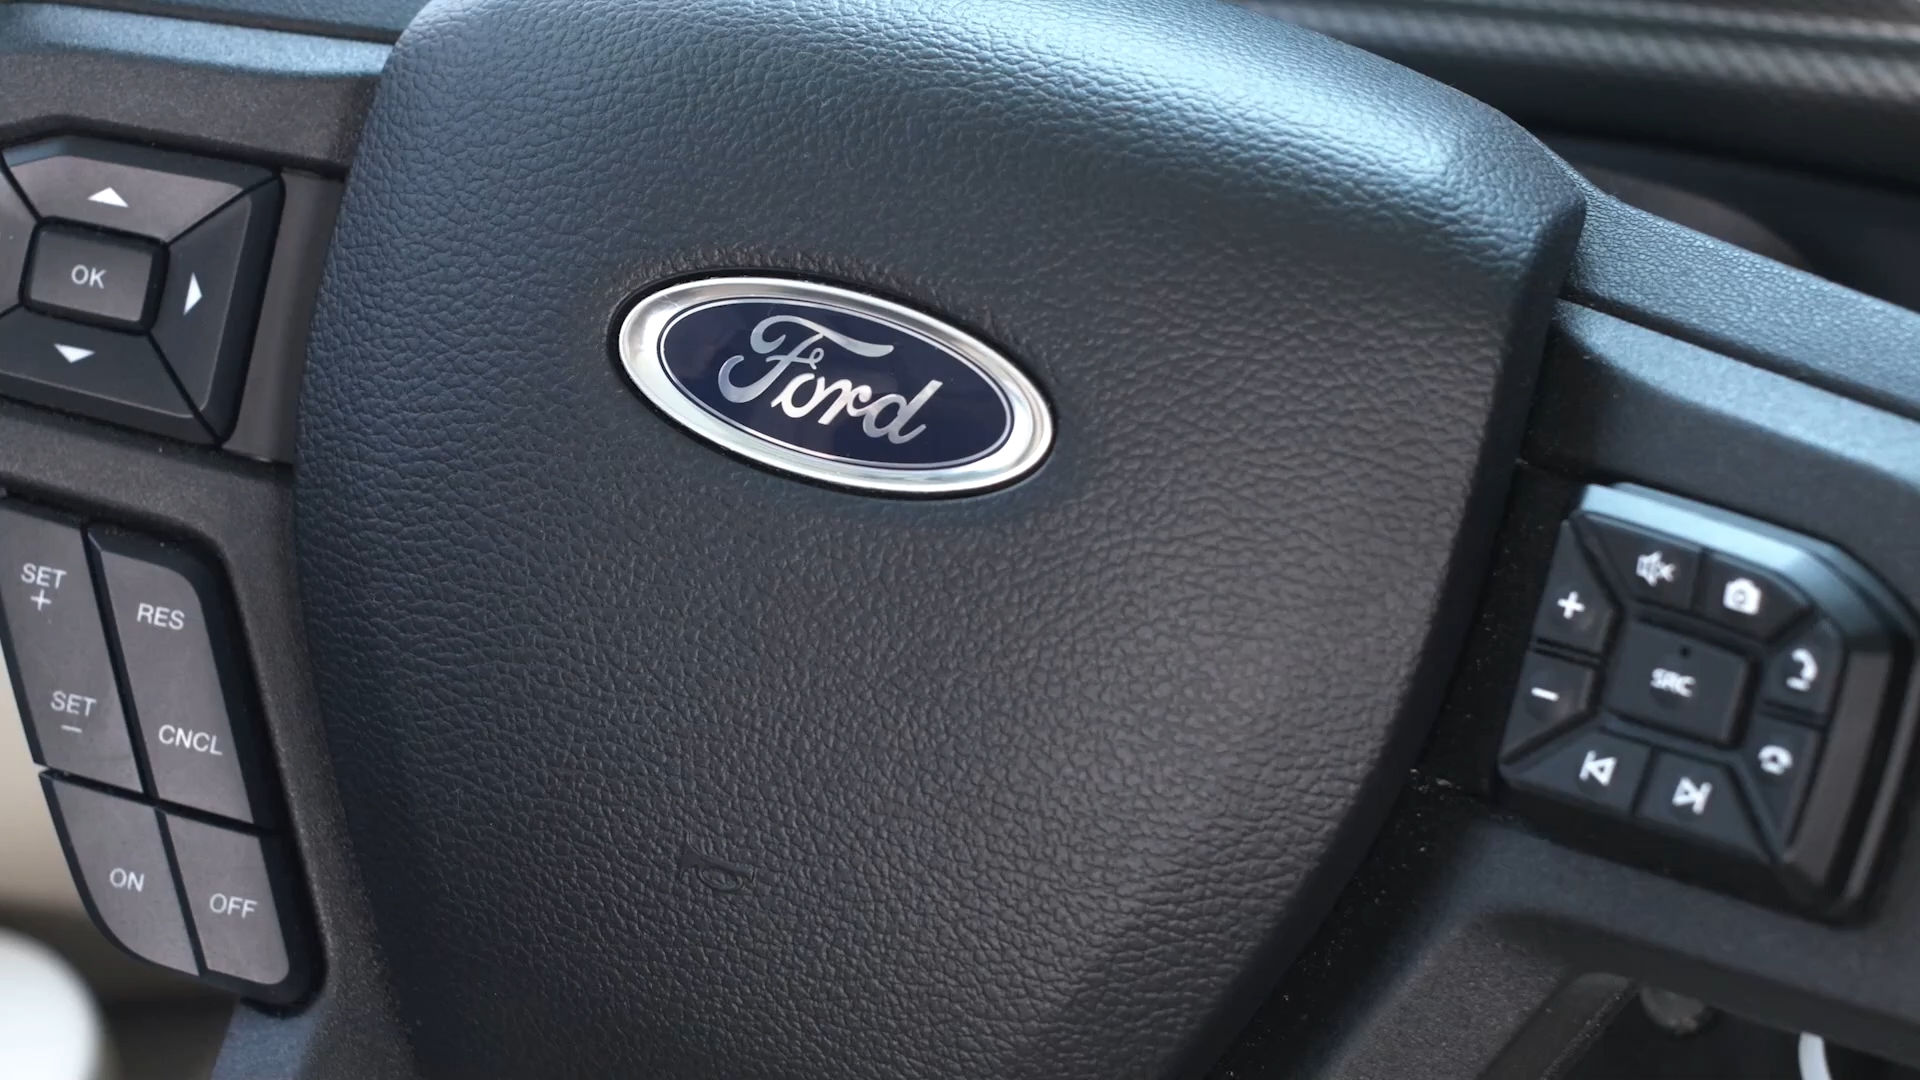 OK
SET
+
RES
SET
−
CNCL
ON
OFF
Ford
+
−
SRC